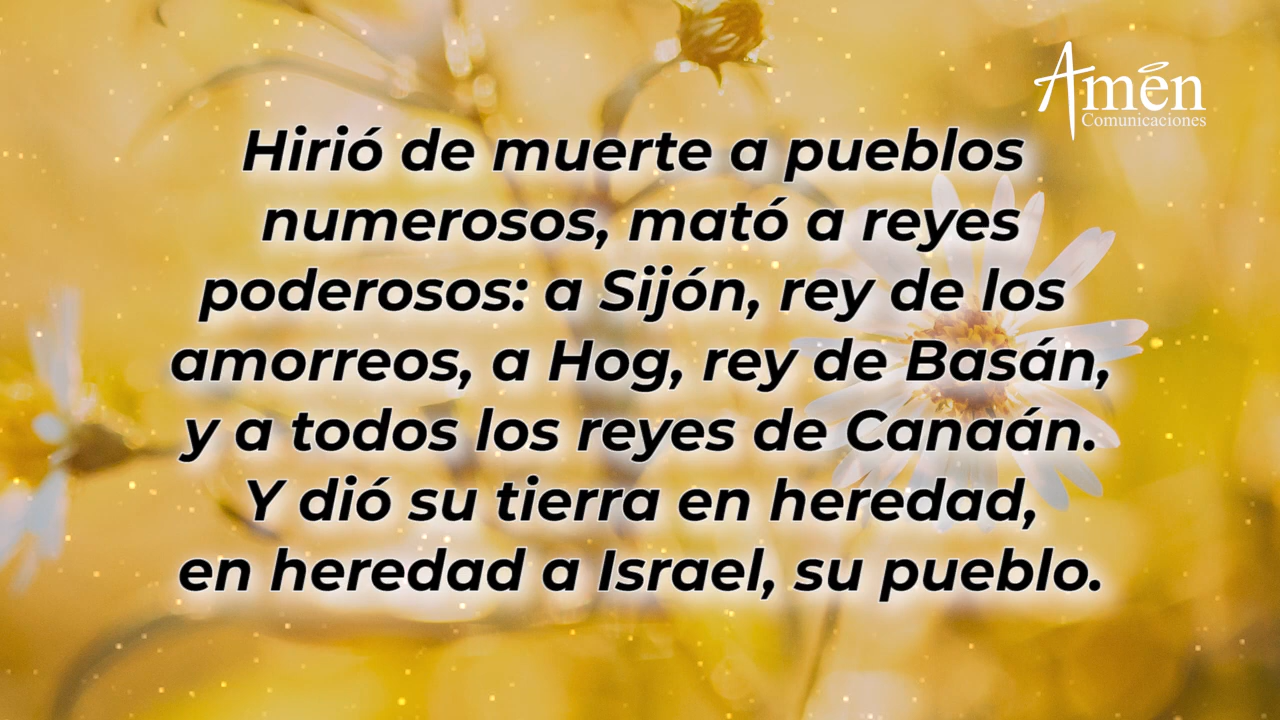 Amén
Comunicaciones
Hirió de muerte a pueblos
numerosos, mató a reyes
poderosos: a Sijón, rey de los
amorreos, a Hog, rey de Basán,
y a todos los reyes de Canaán.
Y dió su tierra en heredad,
en heredad a Israel, su pueblo.